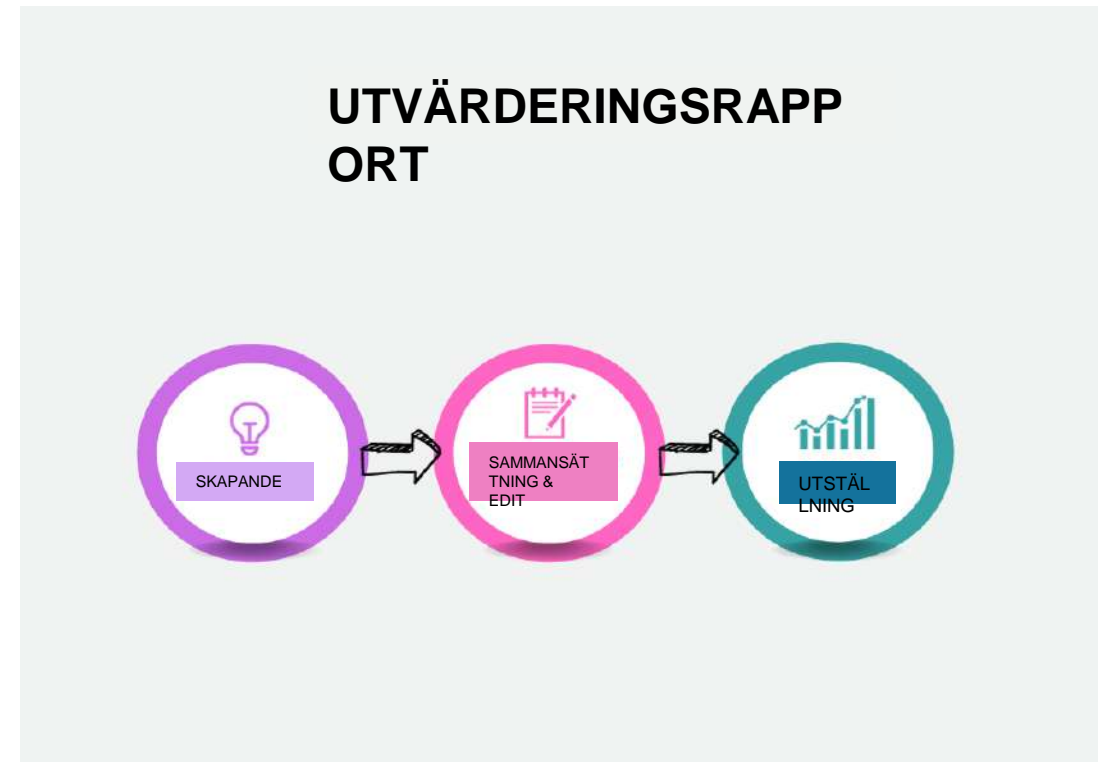 UTVÄRDERINGSRAPP
ORT
SKAPANDE
SAMMANSÄT
TNING &
EDIT
UTSTÄL
LNING